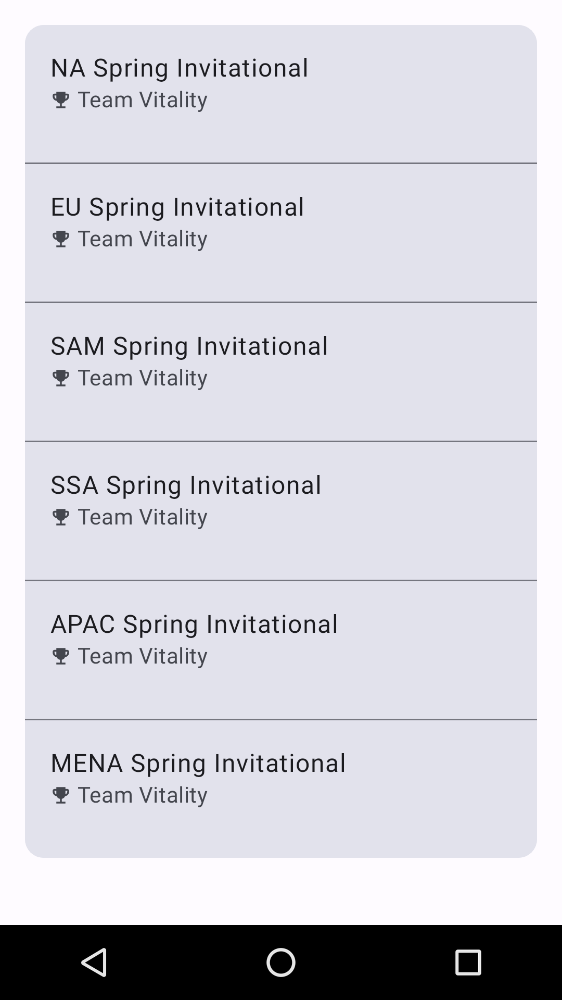 NA Spring Invitational
Team Vitality
EU Spring Invitational
Team Vitality
SAM Spring Invitational
Team Vitality
SSA Spring Invitational
Team Vitality
APAC Spring Invitational
Team Vitality
MENA Spring Invitational
Team Vitality